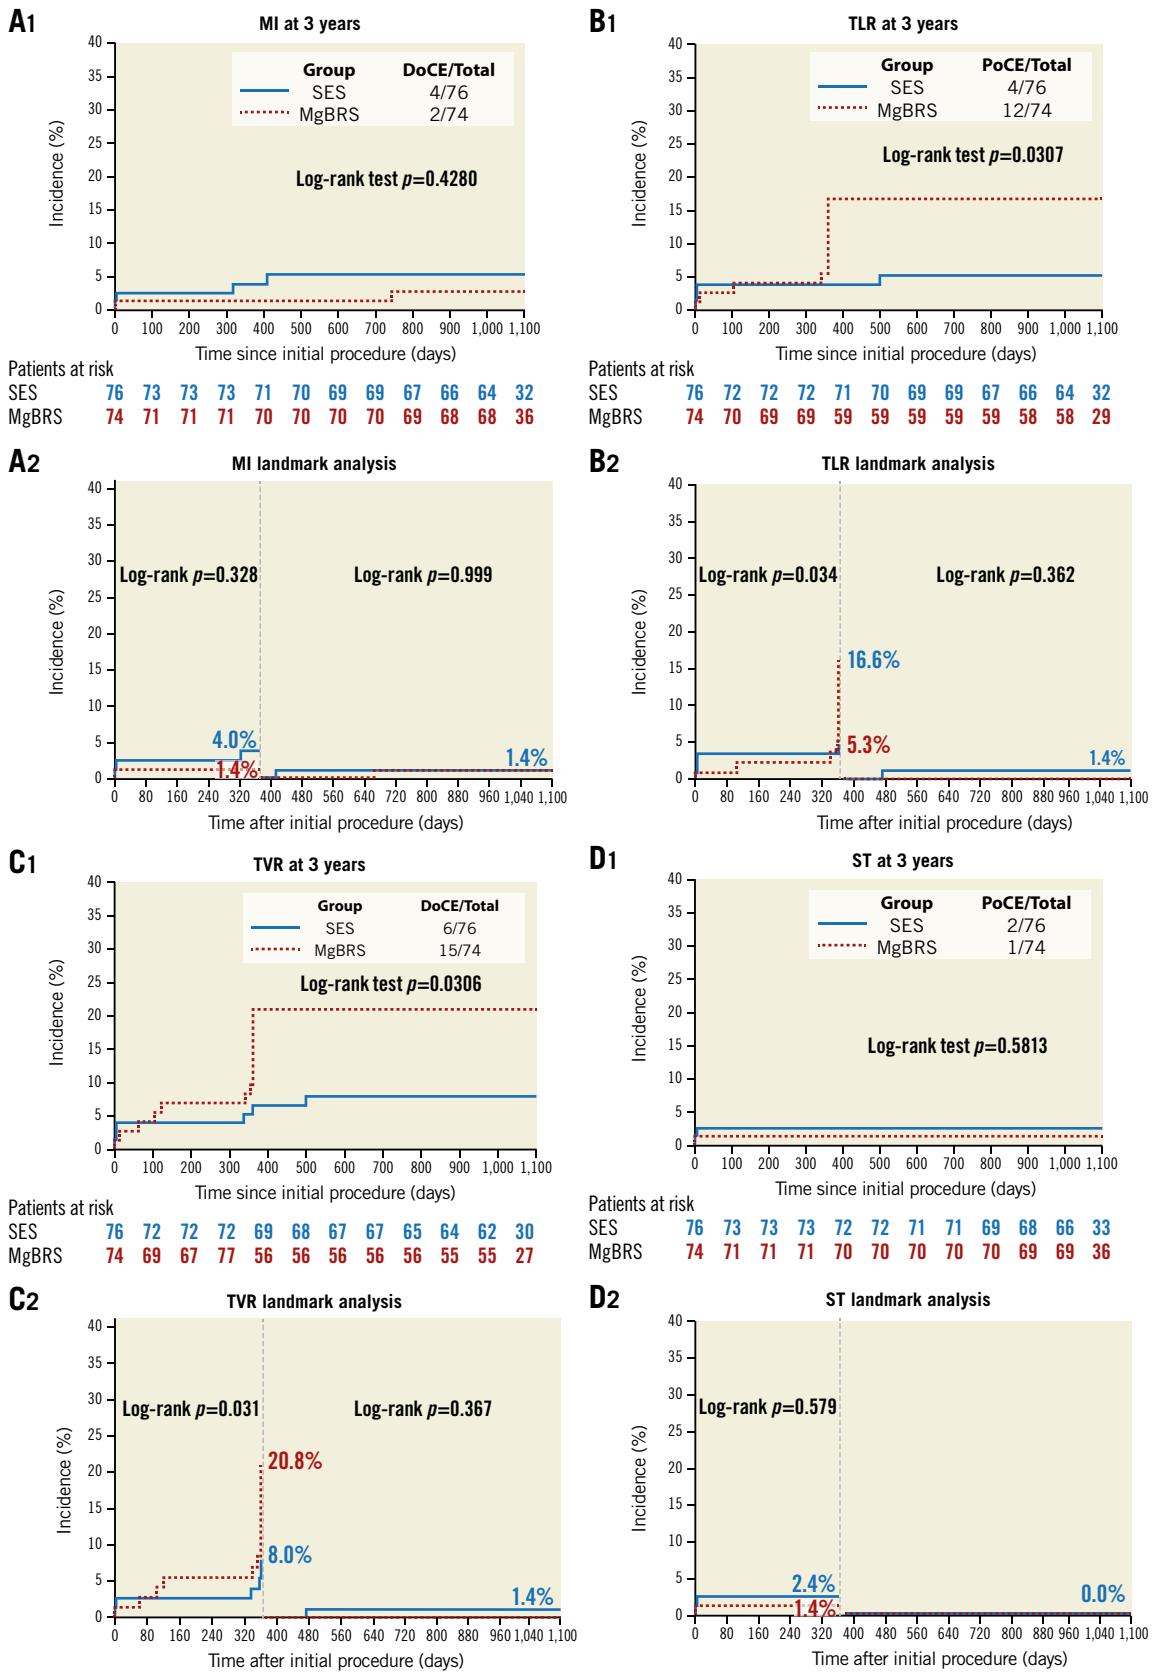 A1
MI at 3 years
40
35
30
25
20
15
10
5
0
Incidence (%)
Group DoCE/Total
SES 4/76
MgBRS 2/74
Log-rank test p=0.4280
0 100 200 300 400 500 600 700 800 900 1,000 1,100
Time since initial procedure (days)
Patients at risk
SES 76 73 73 73 71 70 69 69 67 66 64 32
MgBRS 74 71 71 71 70 70 70 70 69 68 68 36
B1
TLR at 3 years
40
35
30
25
20
15
10
5
0
Incidence (%)
Group PoCE/Total
SES 4/76
MgBRS 12/74
Log-rank test p=0.0307
0 100 200 300 400 500 600 700 800 900 1,000 1,100
Time since initial procedure (days)
Patients at risk
SES 76 72 72 72 71 70 69 69 67 66 64 32
MgBRS 74 70 69 69 59 59 59 59 59 58 58 29
A2
MI landmark analysis
40
35
30
25
20
15
10
5
0
Incidence (%)
Log-rank p=0.328
Log-rank p=0.999
4.0%
1.4%
1.4%
0 80 160 240 320 400 480 560 640 720 800 880 960 1,040 1,100
Time after initial procedure (days)
B2
TLR landmark analysis
40
35
30
25
20
15
10
5
0
Incidence (%)
Log-rank p=0.034
Log-rank p=0.362
16.6%
5.3%
1.4%
0 80 160 240 320 400 480 560 640 720 800 880 960 1,040 1,100
Time after initial procedure (days)
C1
TVR at 3 years
40
35
30
25
20
15
10
5
0
Incidence (%)
Group DoCE/Total
SES 6/76
MgBRS 15/74
Log-rank test p=0.0306
0 100 200 300 400 500 600 700 800 900 1,000 1,100
Time since initial procedure (days)
Patients at risk
SES 76 72 72 72 69 68 67 67 65 64 62 30
MgBRS 74 69 67 77 56 56 56 56 56 55 55 27
D1
ST at 3 years
40
35
30
25
20
15
10
5
0
Incidence (%)
Group PoCE/Total
SES 2/76
MgBRS 1/74
Log-rank test p=0.5813
0 100 200 300 400 500 600 700 800 900 1,000 1,100
Time since initial procedure (days)
Patients at risk
SES 76 73 73 73 72 72 71 71 69 68 66 33
MgBRS 74 71 71 71 70 70 70 70 70 69 69 36
C2
TVR landmark analysis
40
35
30
25
20
15
10
5
0
Incidence (%)
Log-rank p=0.031
Log-rank p=0.367
20.8%
8.0%
1.4%
0 80 160 240 320 400 480 560 640 720 800 880 960 1,040 1,100
Time after initial procedure (days)
D2
ST landmark analysis
40
35
30
25
20
15
10
5
0
Incidence (%)
Log-rank p=0.579
2.4%
1.4%
0.0%
0 80 160 240 320 400 480 560 640 720 800 880 960 1,040 1,100
Time after initial procedure (days)